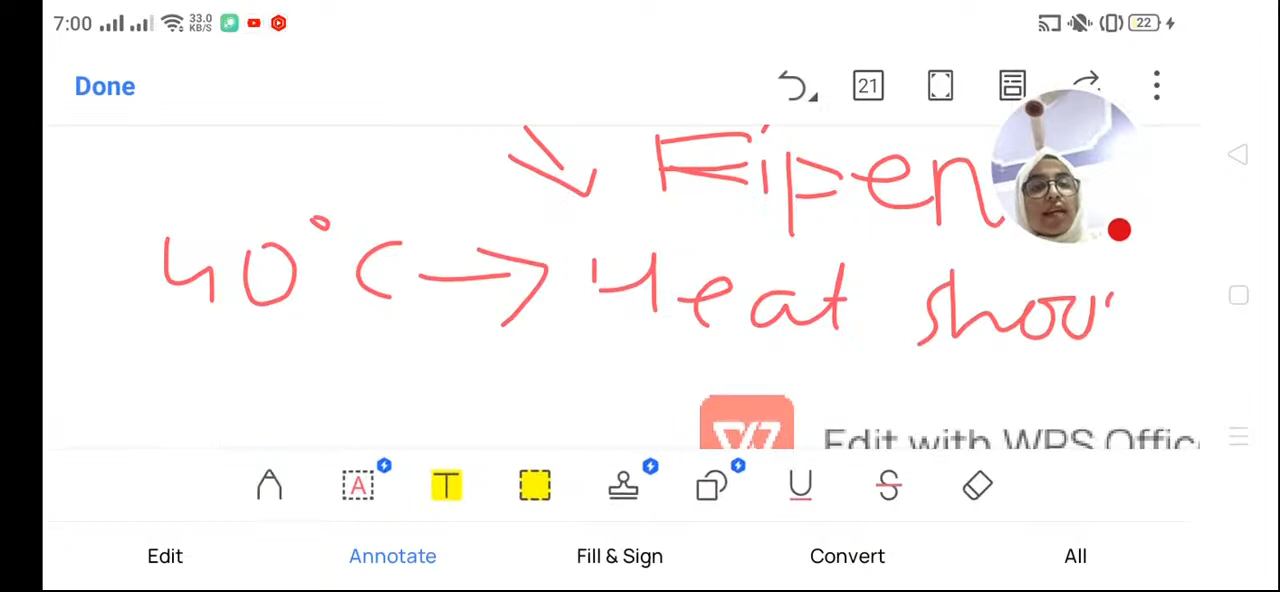 7:00 33.0 KB/S 22
Done 21
Ripen
40°C → Heat shoc
Edit with WPS Offic
A T U S
Edit Annotate Fill & Sign Convert All